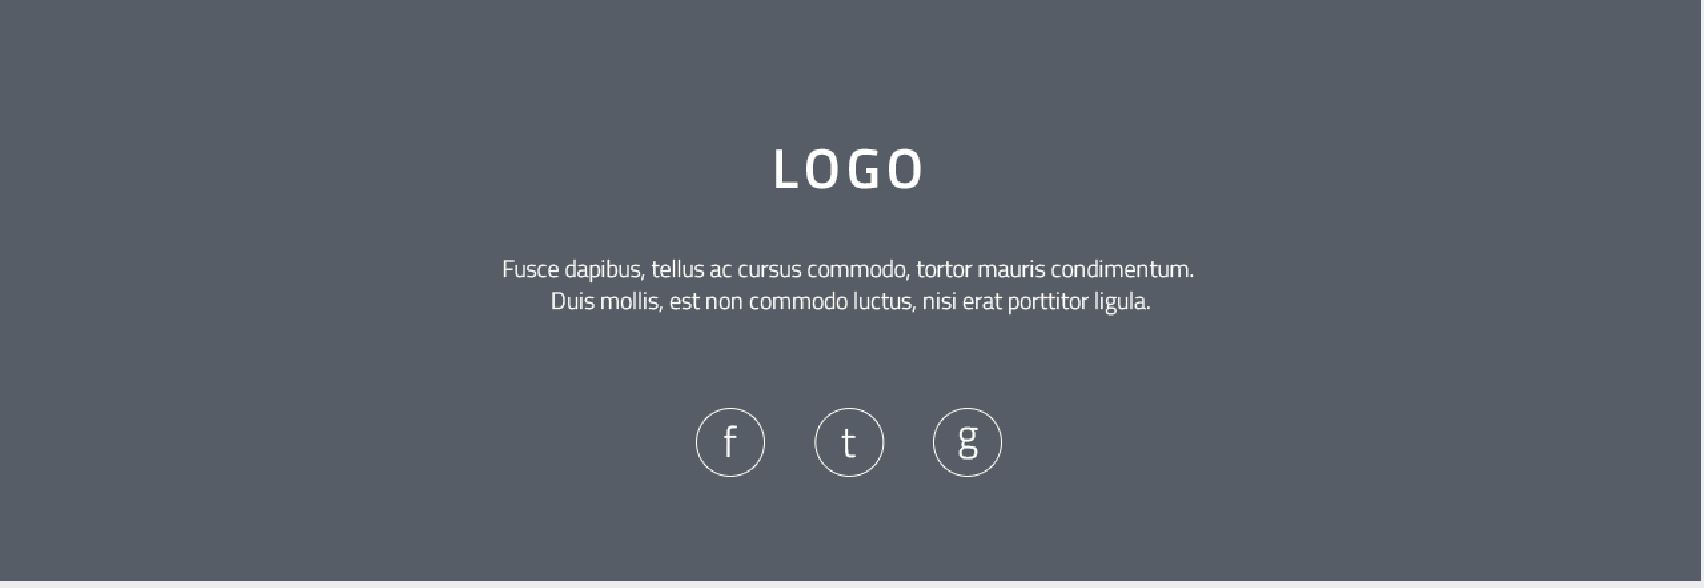 LOGO
Fusce dapibus, tellus ac cursus commodo, tortor mauris condimentum.
Duis mollis, est non commodo luctus, nisi erat porttitor ligula.
f t g